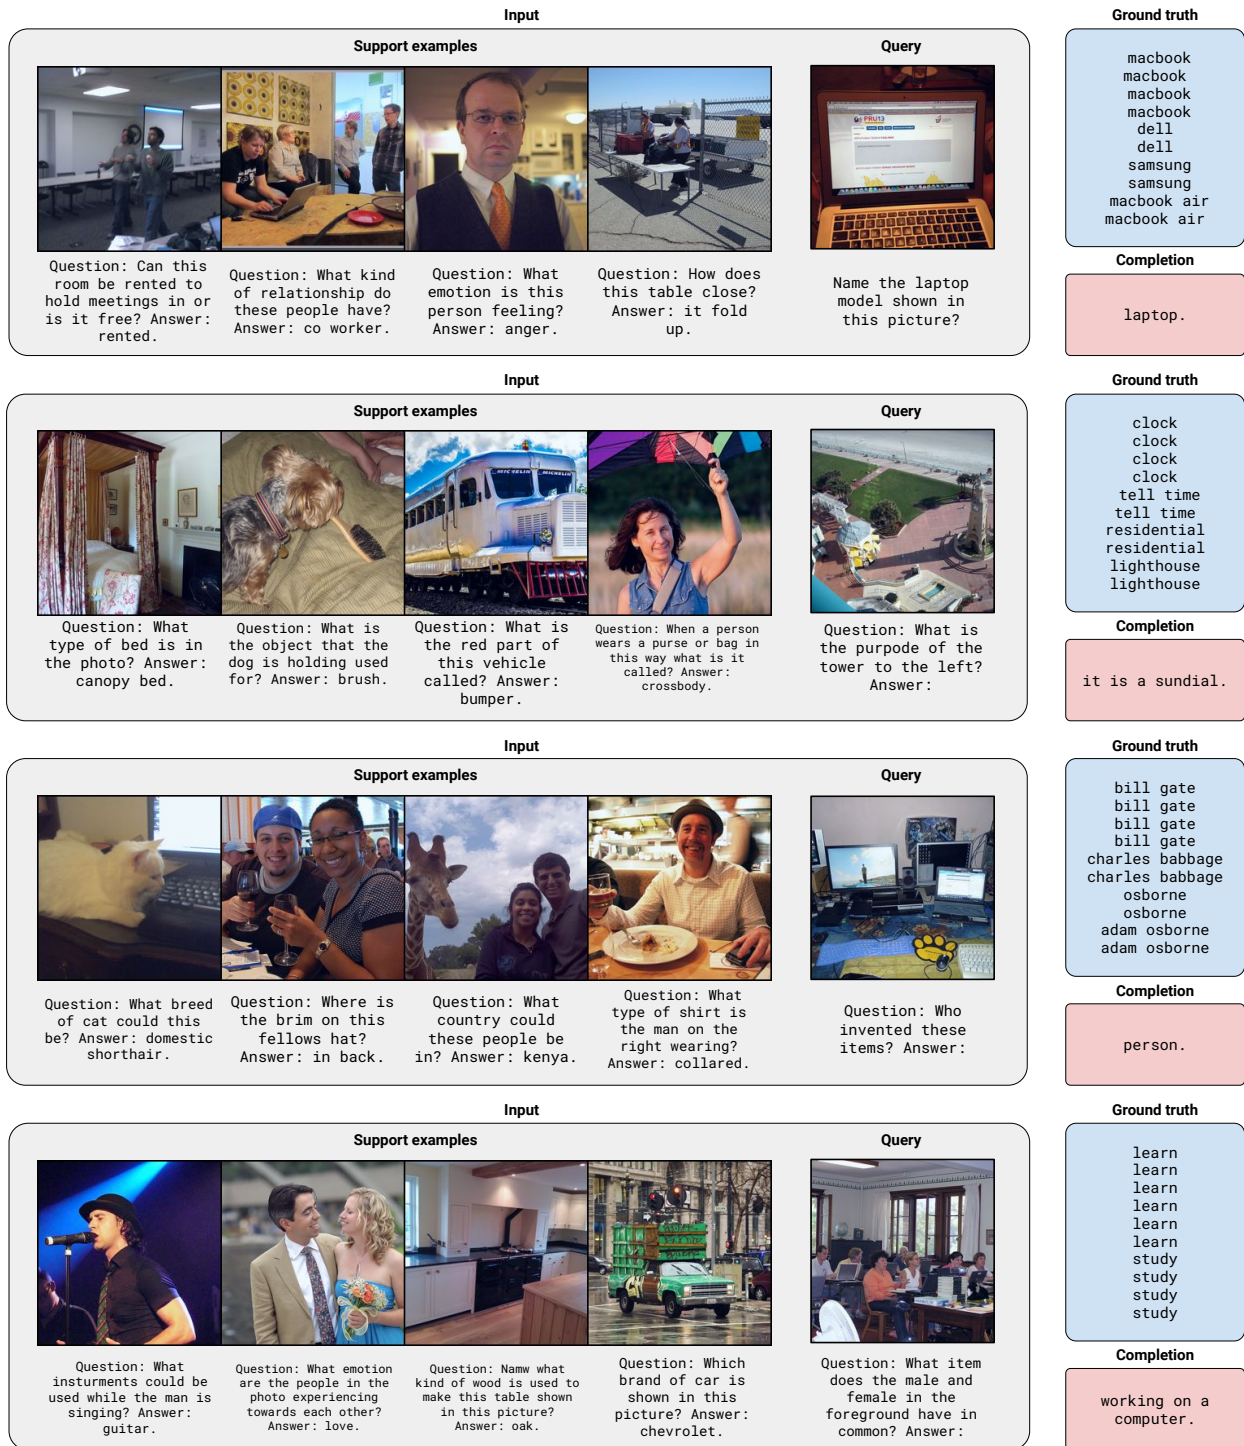 Input
Support examples
Query
Ground truth
PRU13
Question: Can this
room be rented to
hold meetings in or
is it free? Answer:
rented.
Question: What kind
of relationship do
these people have?
Answer: co worker.
Question: What
emotion is this
person feeling?
Answer: anger.
Question: How does
this table close?
Answer: it fold
up.
Name the laptop
model shown in
this picture?
macbook
macbook
macbook
macbook
dell
dell
samsung
samsung
macbook air
macbook air
Completion
laptop.
Input
Support examples
Query
Ground truth
MICHELIN MICHELIN
Question: What
type of bed is in
the photo? Answer:
canopy bed.
Question: What is
the object that the
dog is holding used
for? Answer: brush.
Question: What is
the red part of
this vehicle
called? Answer:
bumper.
Question: When a person
wears a purse or bag in
this way what is it
called? Answer:
crossbody.
Question: What is
the purpode of the
tower to the left?
Answer:
clock
clock
clock
clock
tell time
tell time
residential
residential
lighthouse
lighthouse
Completion
it is a sundial.
Input
Support examples
Query
Ground truth
Question: What breed
of cat could this
be? Answer: domestic
shorthair.
Question: Where is
the brim on this
fellows hat?
Answer: in back.
Question: What
country could
these people be
in? Answer: kenya.
Question: What
type of shirt is
the man on the
right wearing?
Answer: collared.
Question: Who
invented these
items? Answer:
bill gate
bill gate
bill gate
bill gate
charles babbage
charles babbage
osborne
osborne
adam osborne
adam osborne
Completion
person.
Input
Support examples
Query
Ground truth
Question: What
insturments could be
used while the man is
singing? Answer:
guitar.
Question: What emotion
are the people in the
photo experiencing
towards each other?
Answer: love.
Question: Namw what
kind of wood is used to
make this table shown
in this picture?
Answer: oak.
Question: Which
brand of car is
shown in this
picture? Answer:
chevrolet.
Question: What item
does the male and
female in the
foreground have in
common? Answer:
learn
learn
learn
learn
learn
learn
study
study
study
study
Completion
working on a
computer.